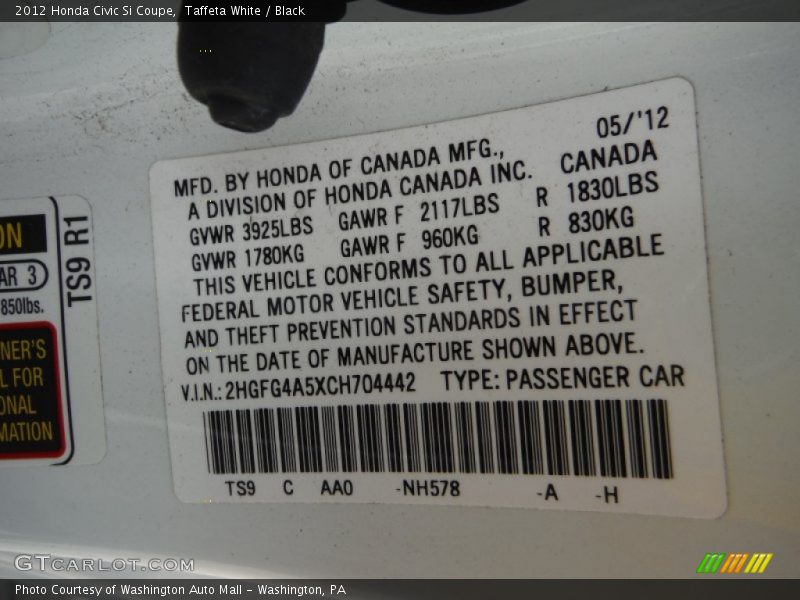 2012 Honda Civic Si Coupe, Taffeta White / Black
MFD. BY HONDA OF CANADA MFG., 05/'12
A DIVISION OF HONDA CANADA INC. CANADA
GVWR 3925LBS GAWR F 2117LBS R 1830LBS
GVWR 1780KG GAWR F 960KG R 830KG
THIS VEHICLE CONFORMS TO ALL APPLICABLE
FEDERAL MOTOR VEHICLE SAFETY, BUMPER,
AND THEFT PREVENTION STANDARDS IN EFFECT
ON THE DATE OF MANUFACTURE SHOWN ABOVE.
V.I.N.: 2HGFG4A5XCH704442 TYPE: PASSENGER CAR
TS9 C AA0 -NH578 -A -H
ON
AR 3
850lbs.
NER'S
L FOR
ONAL
MATION
TS9 R1
GTCARLOT.COM
Photo Courtesy of Washington Auto Mall - Washington, PA